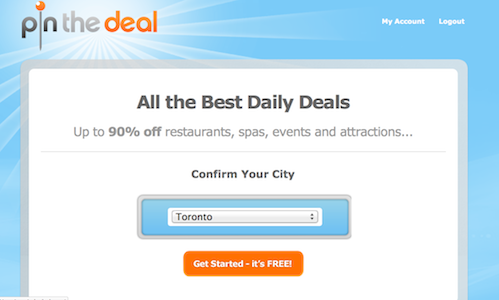 pin the deal
My Account Logout
All the Best Daily Deals
Up to 90% off restaurants, spas, events and attractions...
Confirm Your City
Toronto
Get Started - it's FREE!